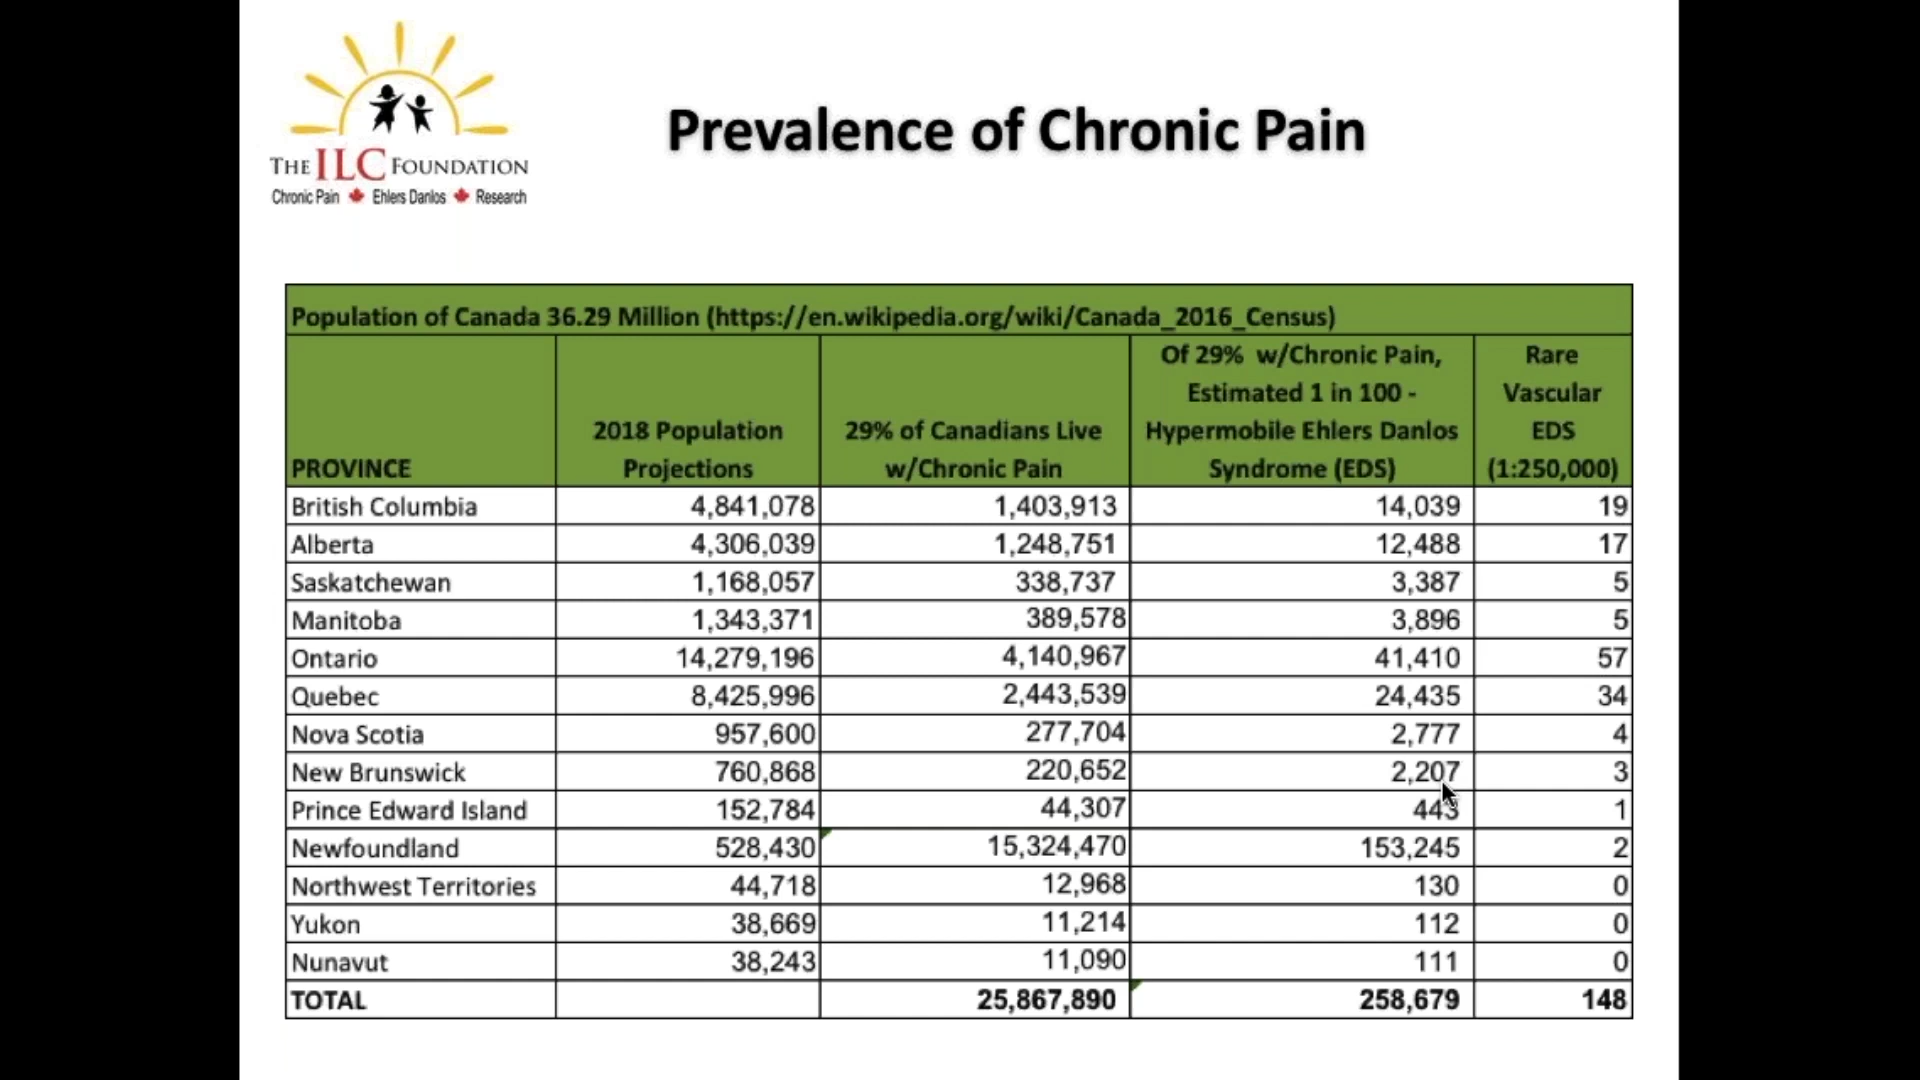 THE ILC FOUNDATION
Chronic Pain Ehlers Danlos Research
Prevalence of Chronic Pain
Population of Canada 36.29 Million (https://en.wikipedia.org/wiki/Canada_2016_Census)
PROVINCE 2018 Population Projections 29% of Canadians Live w/Chronic Pain Of 29% w/Chronic Pain, Estimated 1 in 100 - Hypermobile Ehlers Danlos Syndrome (EDS) Rare Vascular EDS (1:250,000)
British Columbia 4,841,078 1,403,913 14,039 19
Alberta 4,306,039 1,248,751 12,488 17
Saskatchewan 1,168,057 338,737 3,387 5
Manitoba 1,343,371 389,578 3,896 5
Ontario 14,279,196 4,140,967 41,410 57
Quebec 8,425,996 2,443,539 24,435 34
Nova Scotia 957,600 277,704 2,777 4
New Brunswick 760,868 220,652 2,207 3
Prince Edward Island 152,784 44,307 443 1
Newfoundland 528,430 15,324,470 153,245 2
Northwest Territories 44,718 12,968 130 0
Yukon 38,669 11,214 112 0
Nunavut 38,243 11,090 111 0
TOTAL 25,867,890 258,679 148